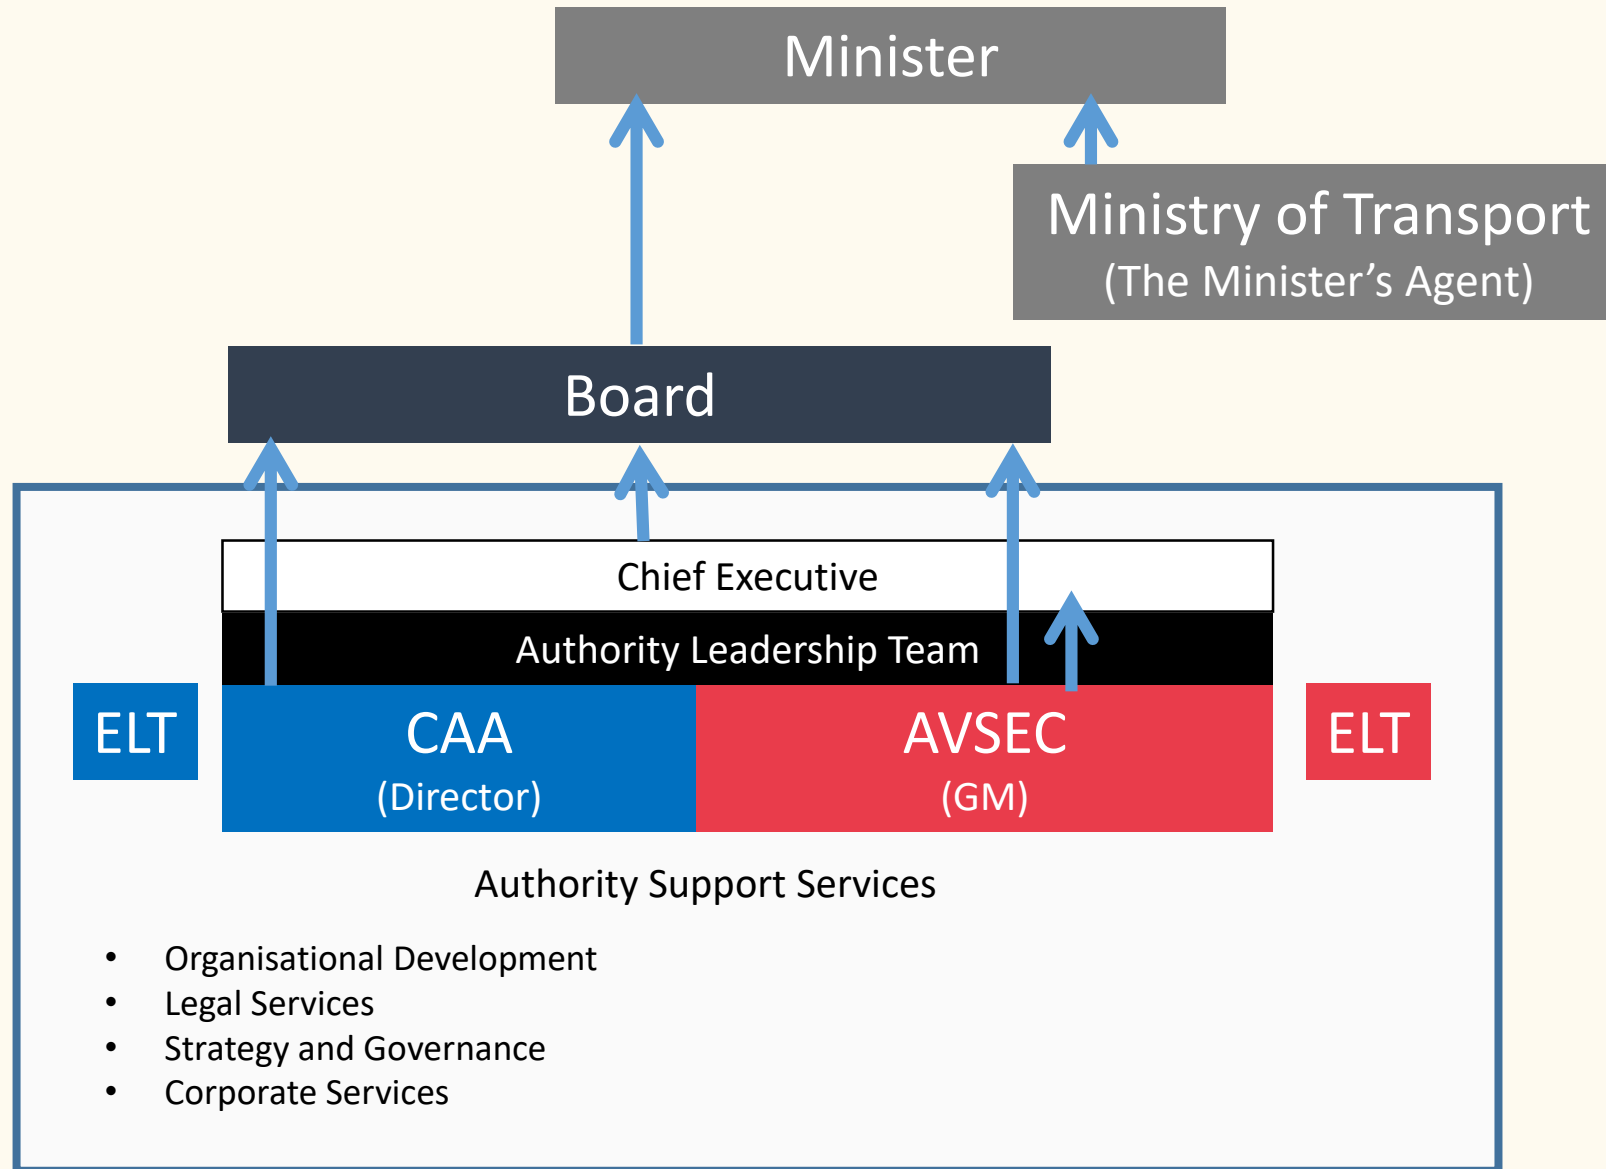 Minister
Ministry of Transport
(The Minister’s Agent)
Board
Chief Executive
Authority Leadership Team
ELT
CAA
(Director)
AVSEC
(GM)
ELT
Authority Support Services
• Organisational Development
• Legal Services
• Strategy and Governance
• Corporate Services